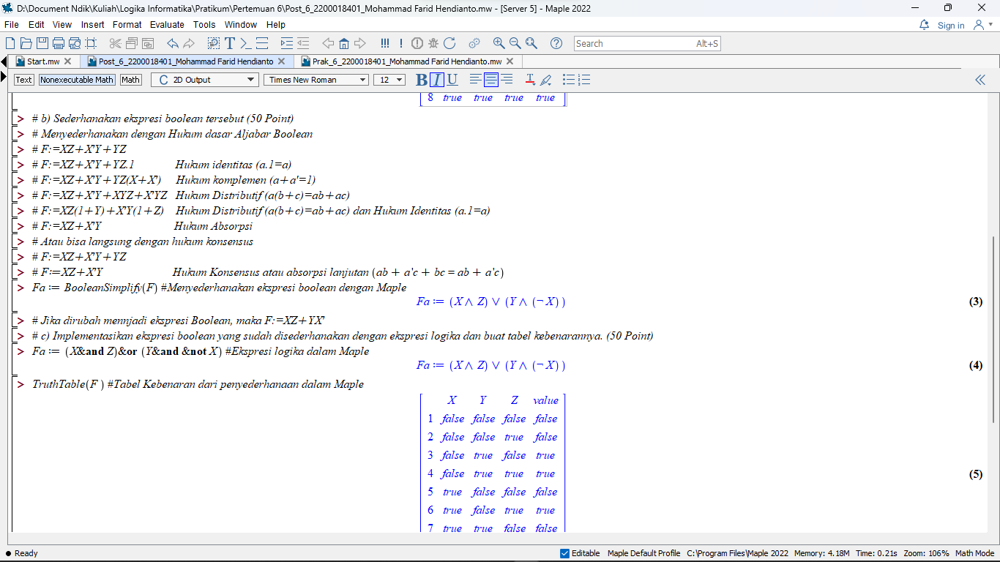 D:\Document Ndik\Kuliah\Logika Informatika\Pratikum\Pertemuan 6\Post_6_2200018401_Mohammad Farid Hendianto.mw - [Server 5] - Maple 2022
File Edit View Insert Format Evaluate Tools Window Help
Sign in
Search Alt+S
Start.mw
Post_6_2200018401_Mohammad Farid Hendianto
Prak_6_2200018401_Mohammad Farid Hendianto.mw
Text Nonexecutable Math Math C 2D Output Times New Roman 12 B I U
8 true true true true
> # b) Sederhanakan ekspresi boolean tersebut (50 Point)
> # Menyederhanakan dengan Hukum dasar Aljabar Boolean
> # F:=XZ+X'Y+YZ
> # F:=XZ+X'Y+YZ.1 Hukum identitas (a.1=a)
> # F:=XZ+X'Y+YZ(X+X') Hukum komplemen (a+a'=1)
> # F:=XZ+X'Y+XYZ+X'YZ Hukum Distributif (a(b+c)=ab+ac)
> # F:=XZ(1+Y)+X'Y(1+Z) Hukum Distributif (a(b+c)=ab+ac) dan Hukum Identitas (a.1=a)
> # F:=XZ+X'Y Hukum Absorpsi
> # Atau bisa langsung dengan hukum konsensus
> # F:=XZ+X'Y+YZ
> # F:=XZ+X'Y Hukum Konsensus atau absorpsi lanjutan (ab + a'c + bc = ab + a'c)
> Fa := BooleanSimplify(F) #Menyederhanakan ekspresi boolean dengan Maple
Fa := (X ∧ Z) ∨ (Y ∧ (¬ X)) (3)
> # Jika dirubah mennjadi ekspresi Boolean, maka F:=XZ+YX'
> # c) Implementasikan ekspresi boolean yang sudah disederhanakan dengan ekspresi logika dan buat tabel kebenarannya. (50 Point)
> Fa := (X&and Z)&or (Y&and &not X) #Ekspresi logika dalam Maple
Fa := (X ∧ Z) ∨ (Y ∧ (¬ X)) (4)
> TruthTable(F) #Tabel Kebenaran dari penyederhanaan dalam Maple
X Y Z value
1 false false false false
2 false false true false
3 false true false true
4 false true true true
5 true false false false
6 true false true true
7 true true false false
(5)
Ready
Editable Maple Default Profile C:\Program Files\Maple 2022 Memory: 4.18M Time: 0.21s Zoom: 106% Math Mode